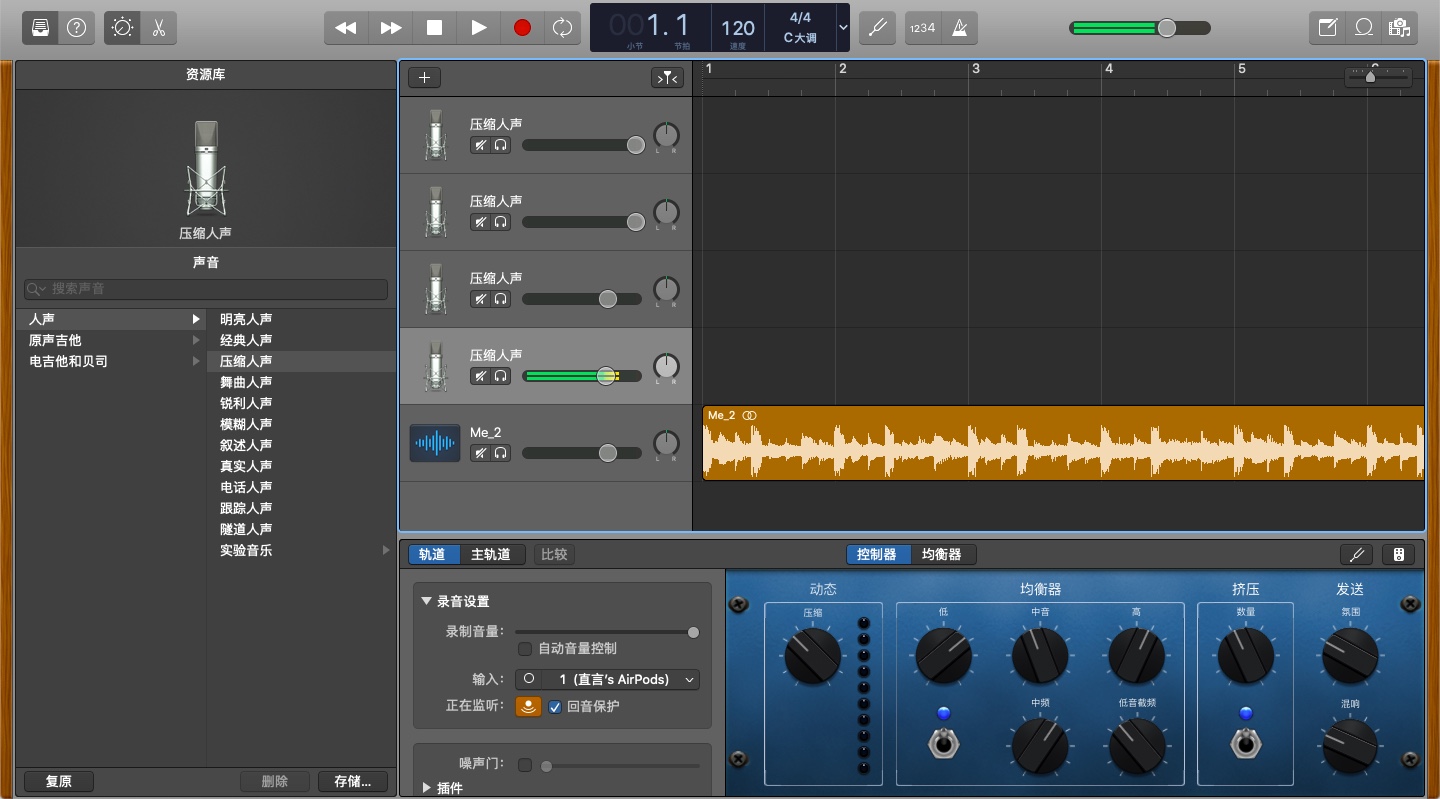 001.1
小节
节拍
120
速度
4/4
C大调
1234
资源库
压缩人声
声音
搜索声音
人声
原声吉他
电吉他和贝司
明亮人声
经典人声
压缩人声
舞曲人声
锐利人声
模糊人声
叙述人声
真实人声
电话人声
跟踪人声
隧道人声
实验音乐
复原
删除
存储...
1
2
3
4
5
6
压缩人声
L R
压缩人声
L R
压缩人声
L R
压缩人声
L R
Me_2
L R
Me_2
轨道
主轨道
比较
控制器
均衡器
录音设置
录制音量:
自动音量控制
输入:
1 (直言's AirPods)
正在监听:
回音保护
噪声门:
插件
动态
均衡器
挤压
发送
压缩
低
中音
高
数量
氛围
中频
低音截频
混响